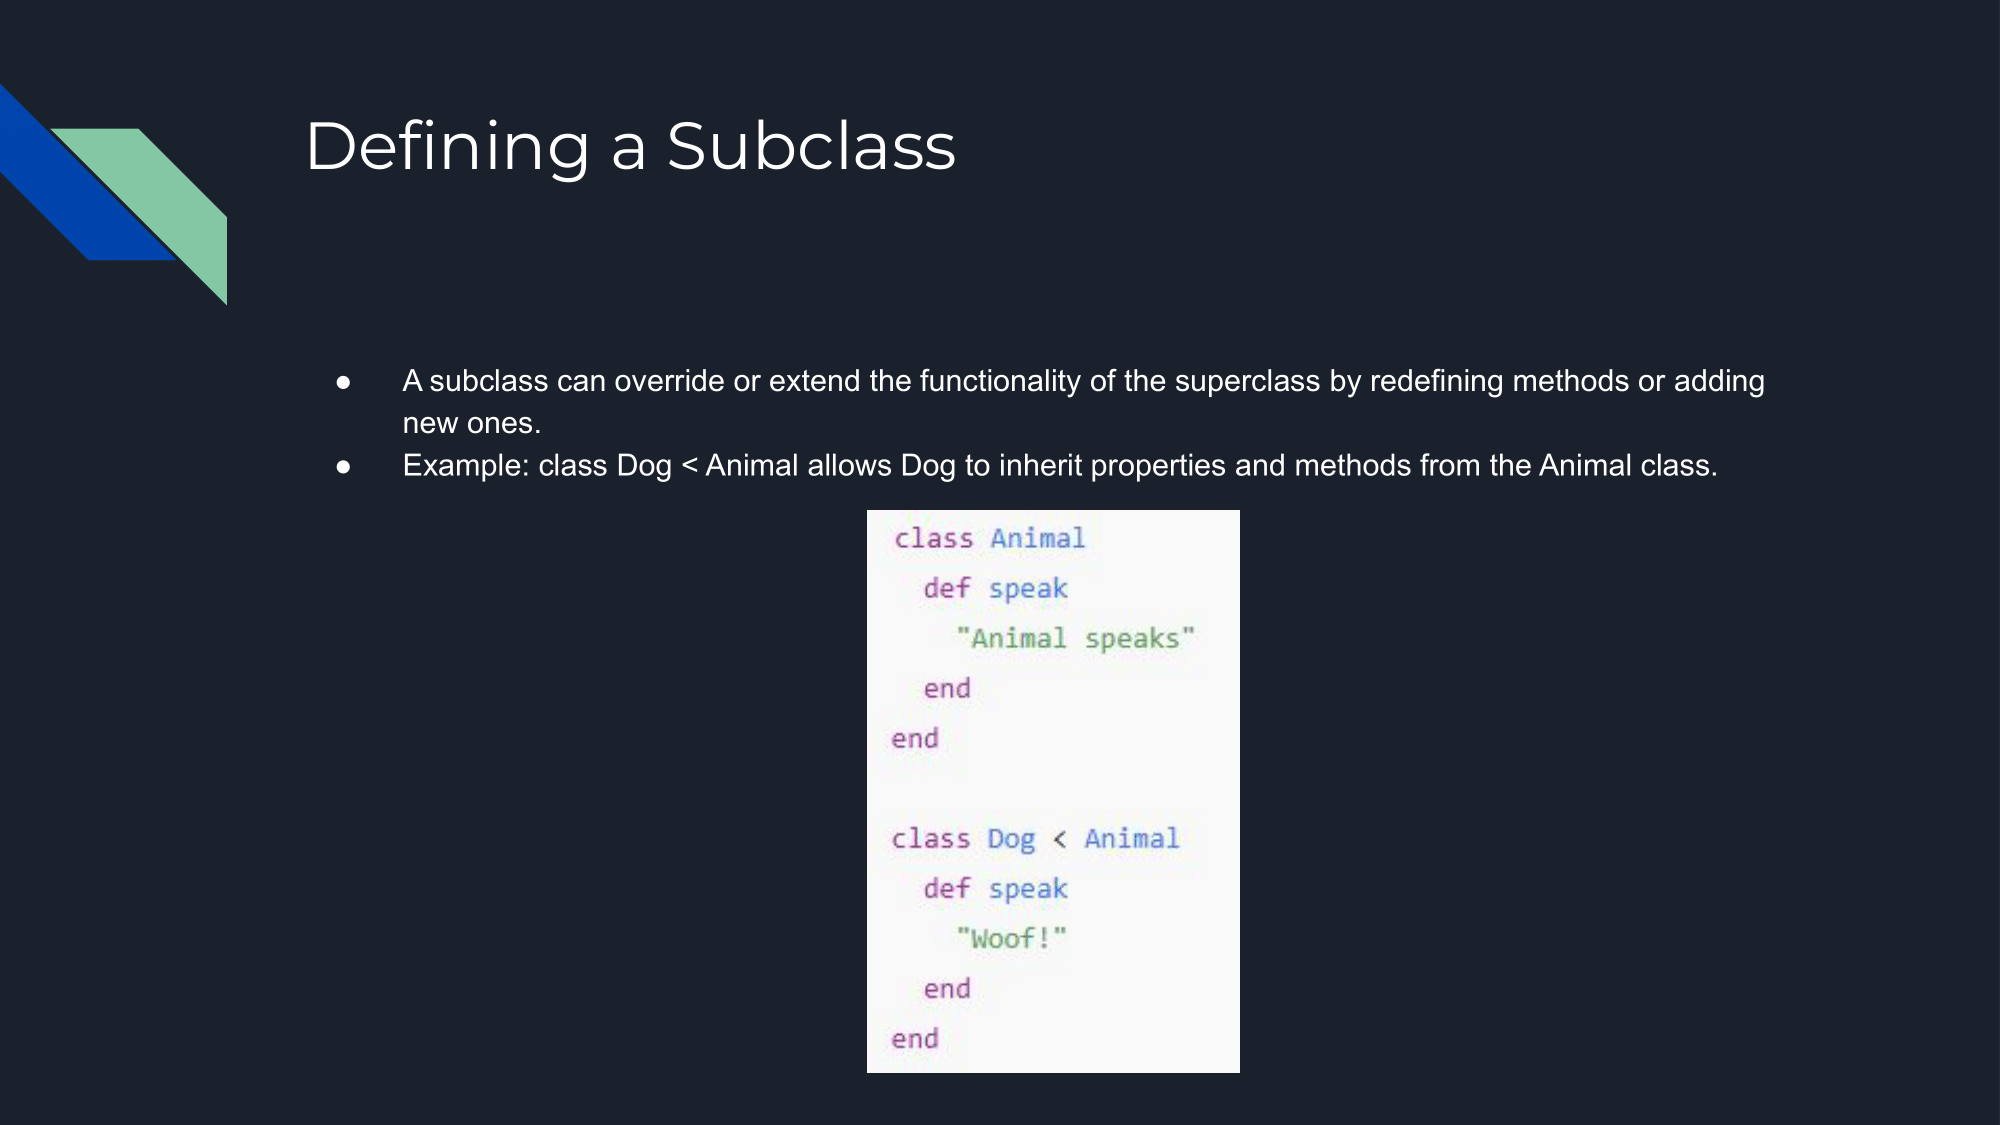 Defining a Subclass
● A subclass can override or extend the functionality of the superclass by redefining methods or adding
new ones.
● Example: class Dog < Animal allows Dog to inherit properties and methods from the Animal class.
class Animal
  def speak
    "Animal speaks"
  end
end

class Dog < Animal
  def speak
    "Woof!"
  end
end